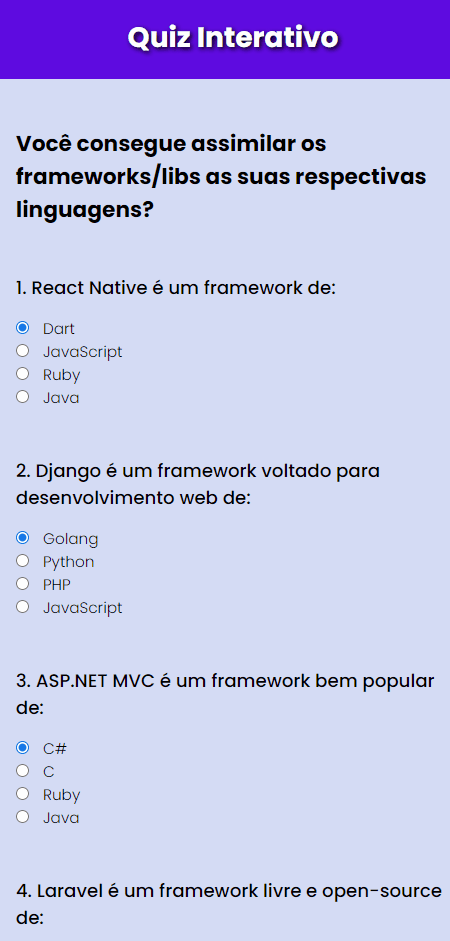 Quiz Interativo
Você consegue assimilar os
frameworks/libs as suas respectivas
linguagens?
1. React Native é um framework de:
Dart
JavaScript
Ruby
Java
2. Django é um framework voltado para
desenvolvimento web de:
Golang
Python
PHP
JavaScript
3. ASP.NET MVC é um framework bem popular
de:
C#
C
Ruby
Java
4. Laravel é um framework livre e open-source
de: